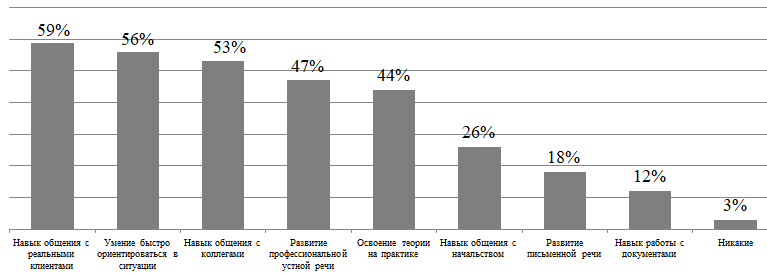 59%
56%
53%
47%
44%
26%
18%
12%
3%
Навык общения с
реальными
клиентами
Умение быстро
ориентироваться в
ситуации
Навык общения с
коллегами
Развитие
профессиональной
устной речи
Освоение теории
на практике
Навык общения с
начальством
Развитие
письменной речи
Навык работы с
документами
Никакие